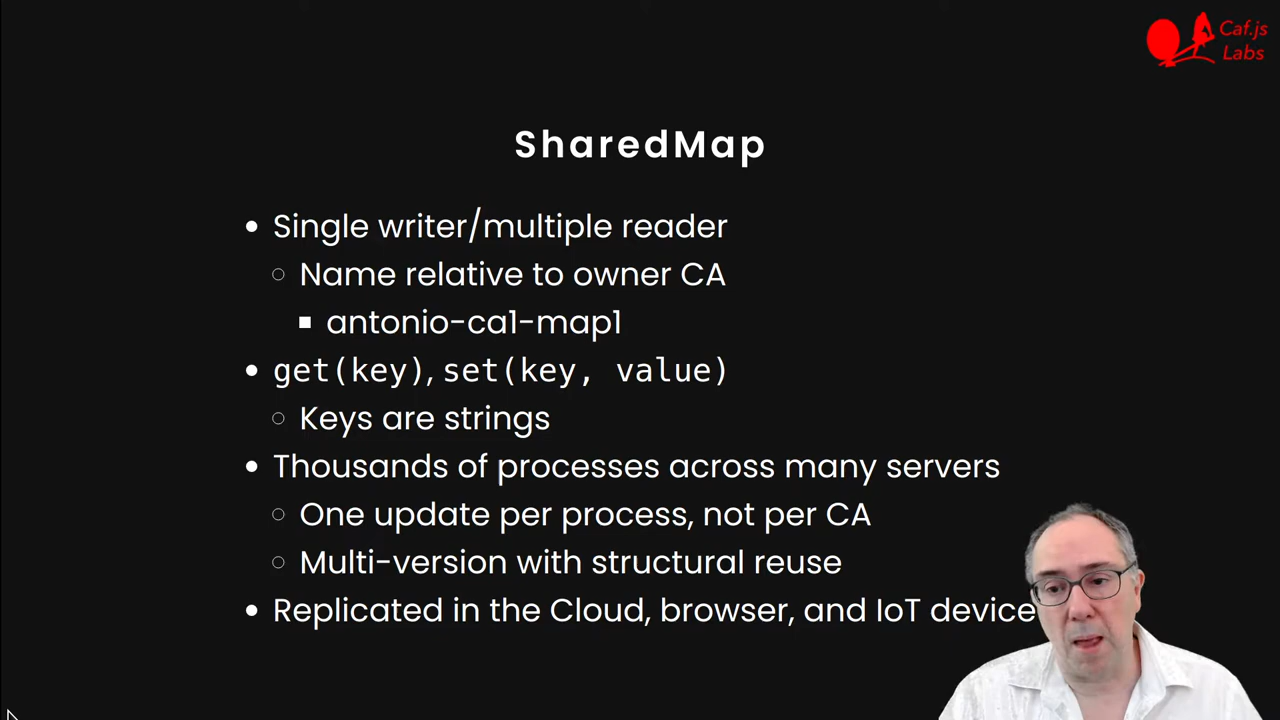 Caf.js
Labs
SharedMap
Single writer/multiple reader
Name relative to owner CA
antonio-ca1-map1
get(key), set(key, value)
Keys are strings
Thousands of processes across many servers
One update per process, not per CA
Multi-version with structural reuse
Replicated in the Cloud, browser, and IoT device